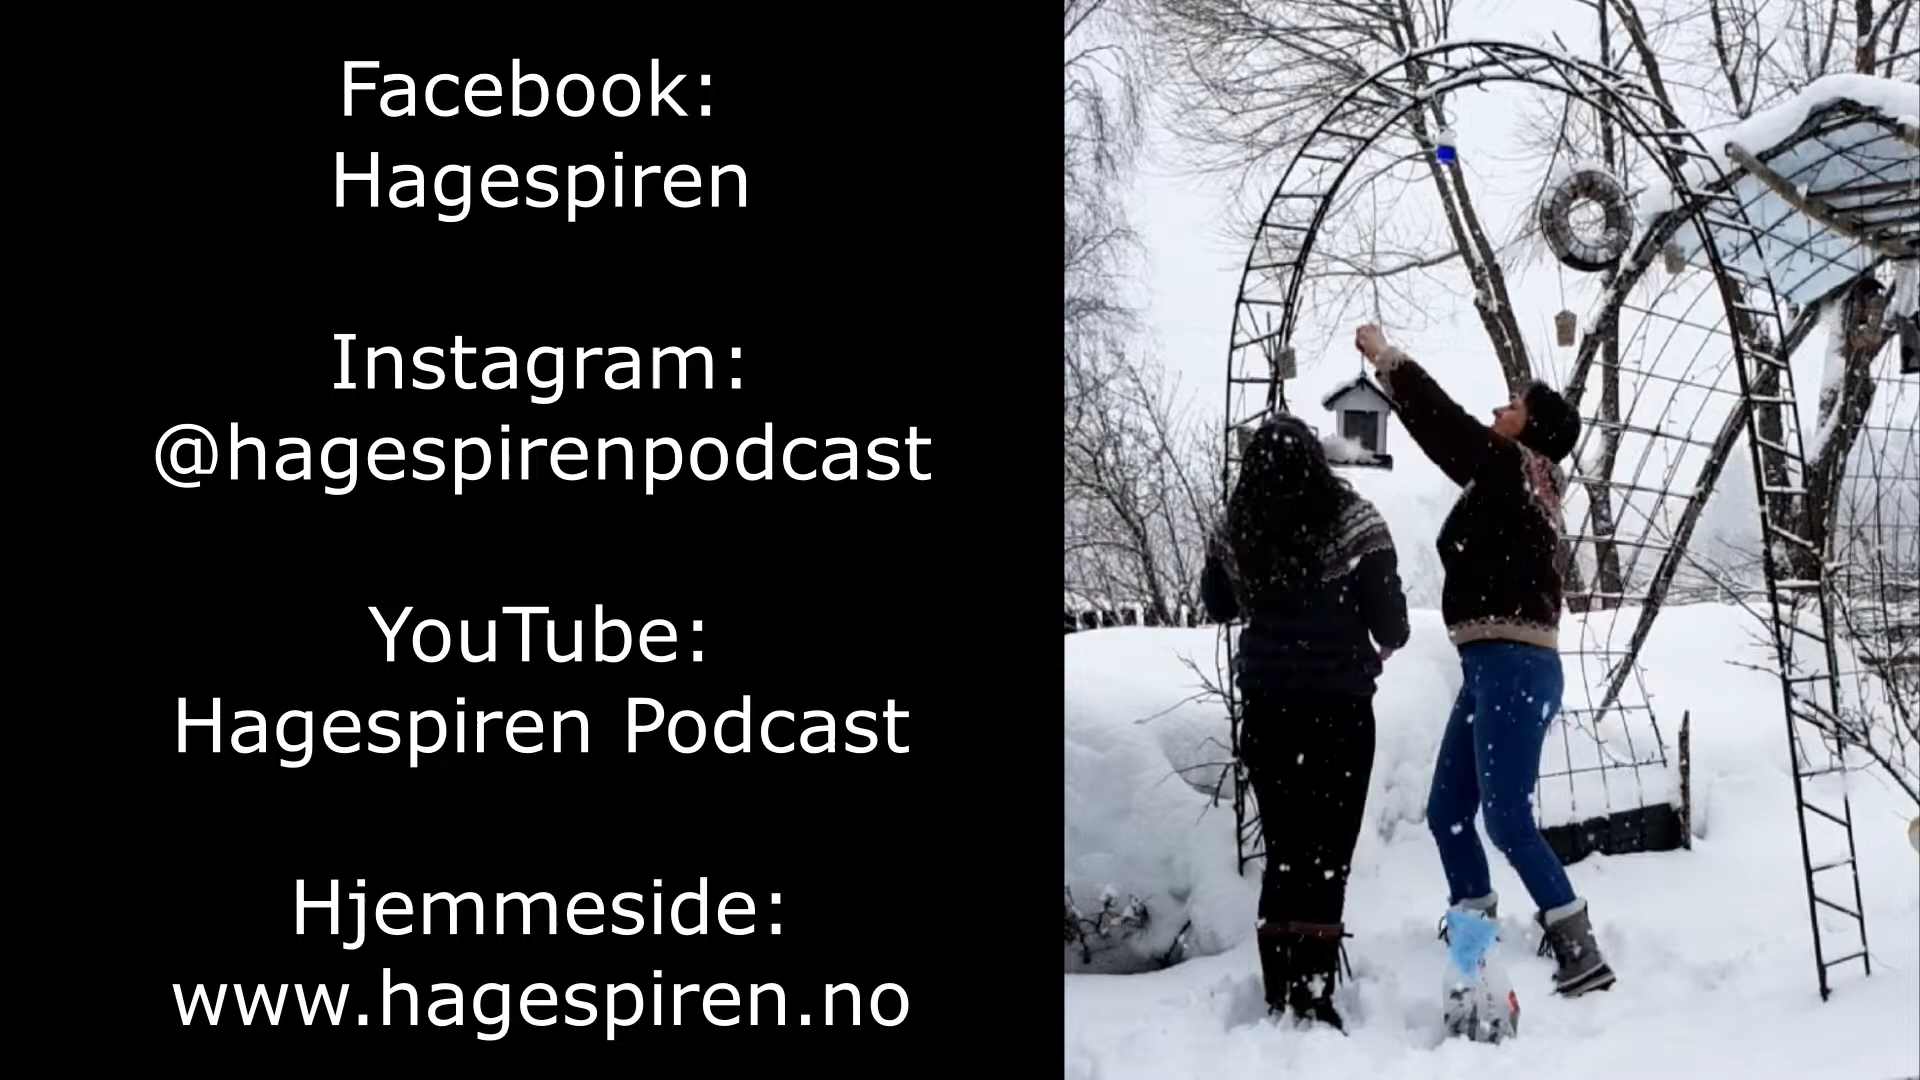 Facebook:
Hagespiren
Instagram:
@hagespirenpodcast
YouTube:
Hagespiren Podcast
Hjemmeside:
www.hagespiren.no